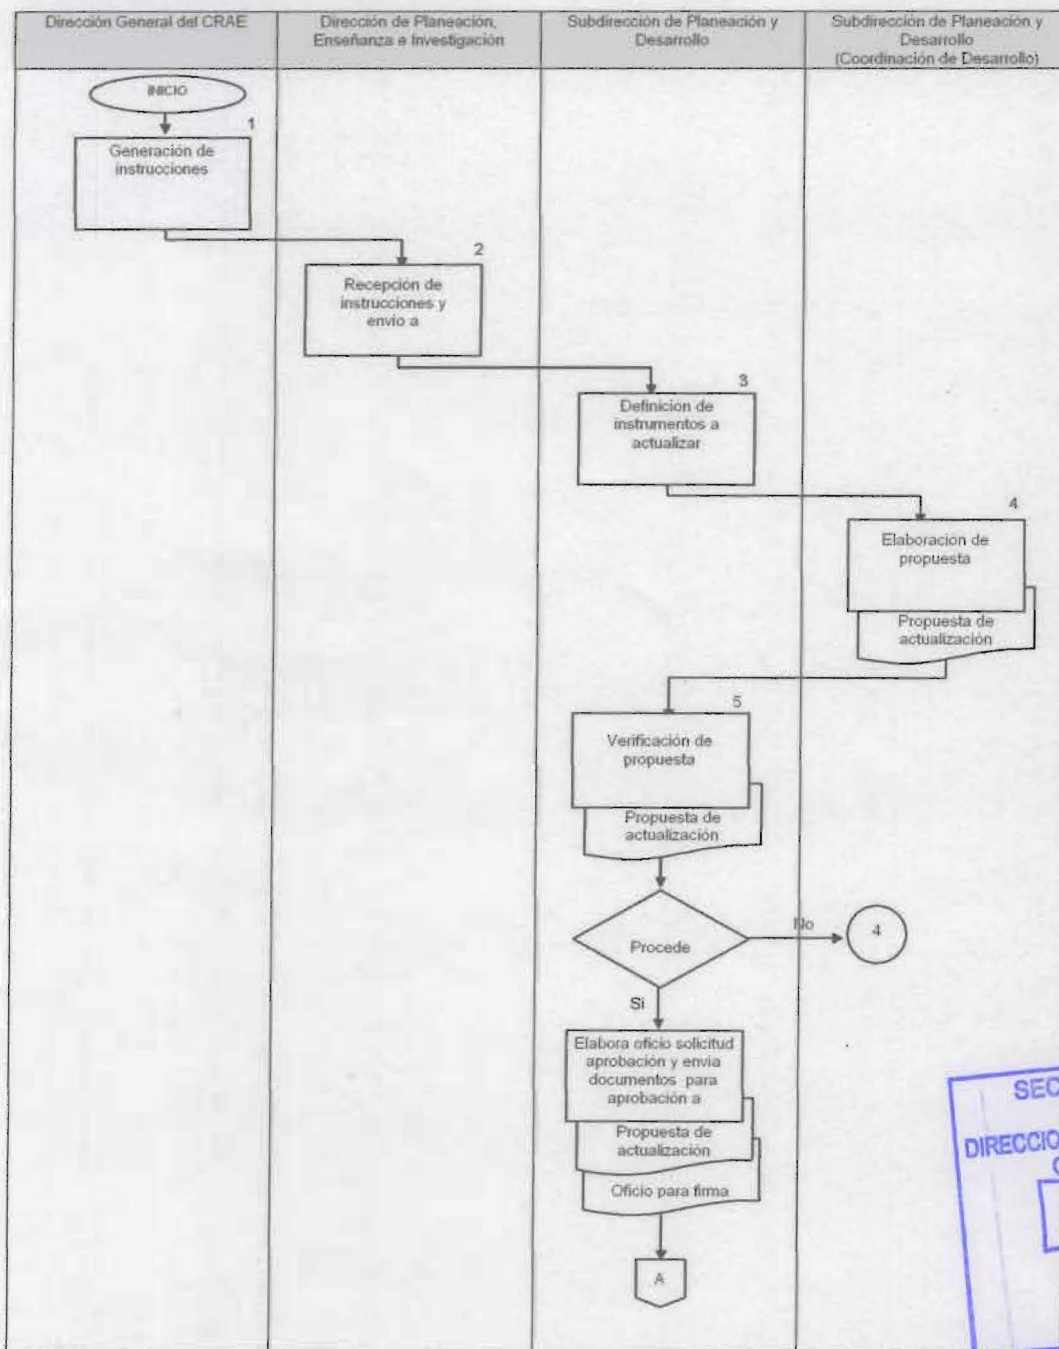 Dirección General del CRAE
Dirección de Planeación,
Enseñanza e Investigación
Subdirección de Planeación y
Desarrollo
Subdirección de Planeación y
Desarrollo
(Coordinación de Desarrollo)
INICIO
1
Generación de
instrucciones
2
Recepción de
instrucciones y
envio a
3
Definicion de
instrumentos a
actualizar
4
Elaboracion de
propuesta
Propuesta de
actualización
5
Verificación de
propuesta
Propuesta de
actualización
Procede
No
4
Si
Elabora oficio solicitud
aprobación y envia
documentos para
aprobación a
Propuesta de
actualización
Oficio para firma
A
SEC
DIRECCIO